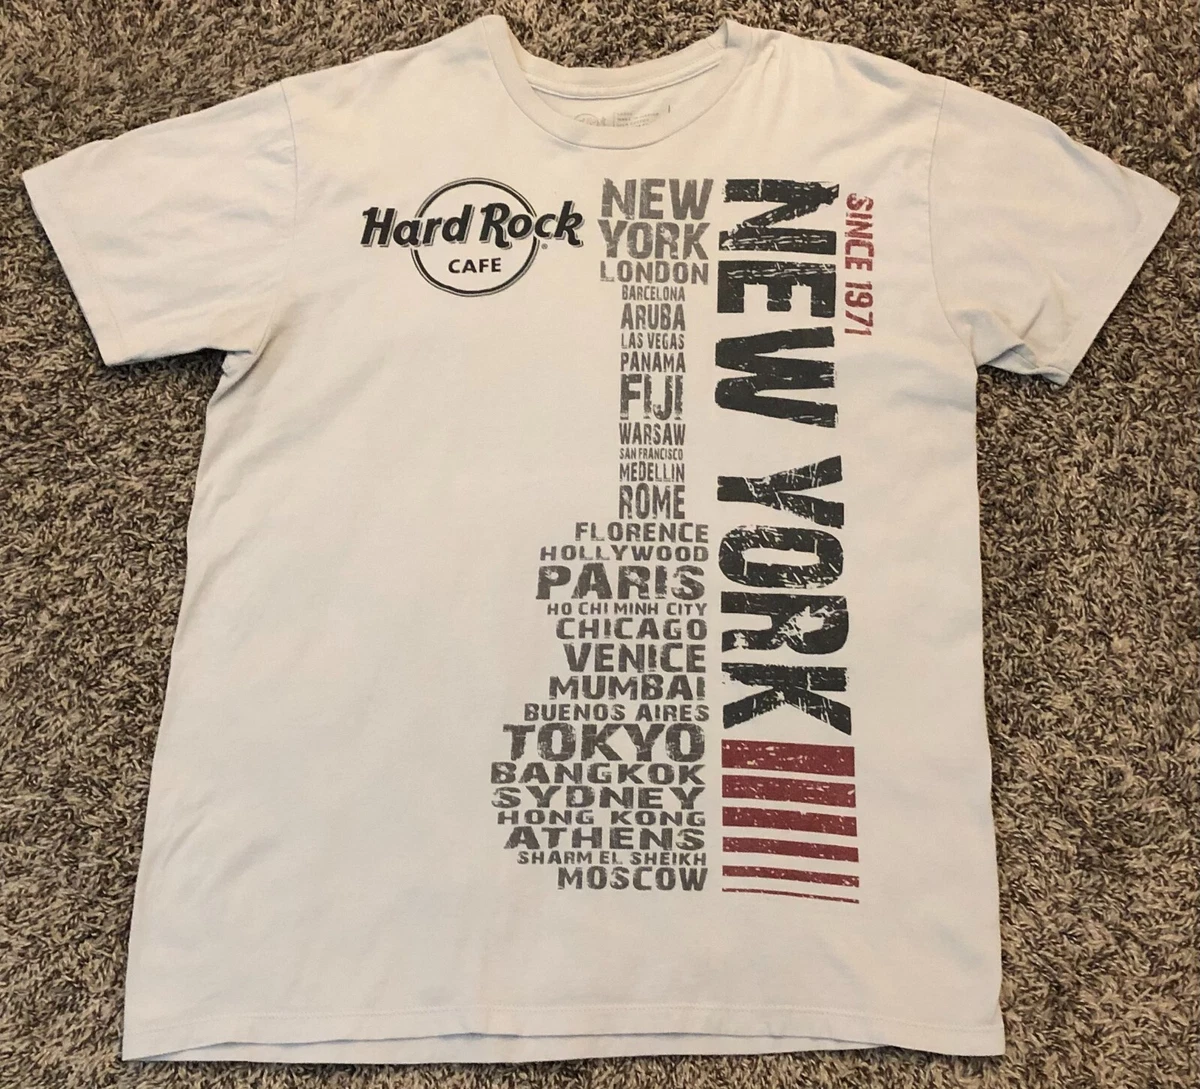 Hard Rock
CAFE
NEW
YORK
LONDON
BARCELONA
ARUBA
LAS VEGAS
PANAMA
FIJI
WARSAW
SAN FRANCISCO
MEDELLIN
ROME
FLORENCE
HOLLYWOOD
PARIS
HO CHI MINH CITY
CHICAGO
VENICE
MUMBAI
BUENOS AIRES
TOKYO
BANGKOK
SYDNEY
HONG KONG
ATHENS
SHARM EL SHEIKH
MOSCOW
NEW YORK
SINCE 1971